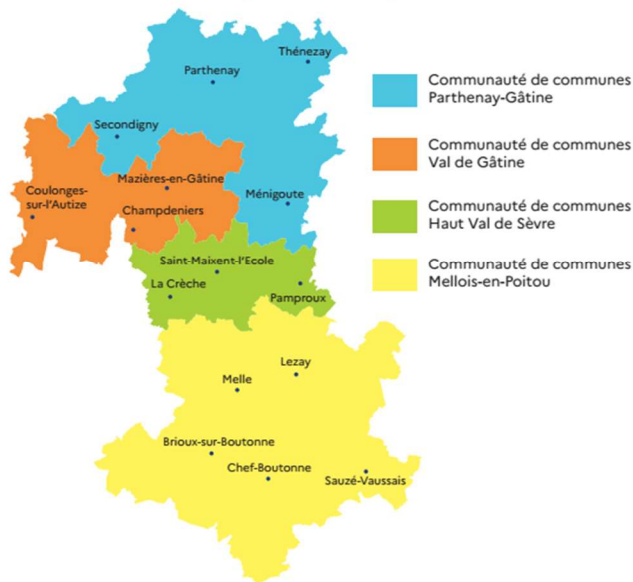 Thénezay
Parthenay
Secondigny
Mazières-en-Gâtine
Coulonges-
sur-l'Autize
Ménigoute
Champdeniers
Saint-Maixent-l'Ecole
La Crèche
Pamproux
Lezay
Melle
Brioux-sur-Boutonne
Chef-Boutonne
Sauzé-Vaussais
Communauté de communes
Parthenay-Gâtine
Communauté de communes
Val de Gâtine
Communauté de communes
Haut Val de Sèvre
Communauté de communes
Mellois-en-Poitou